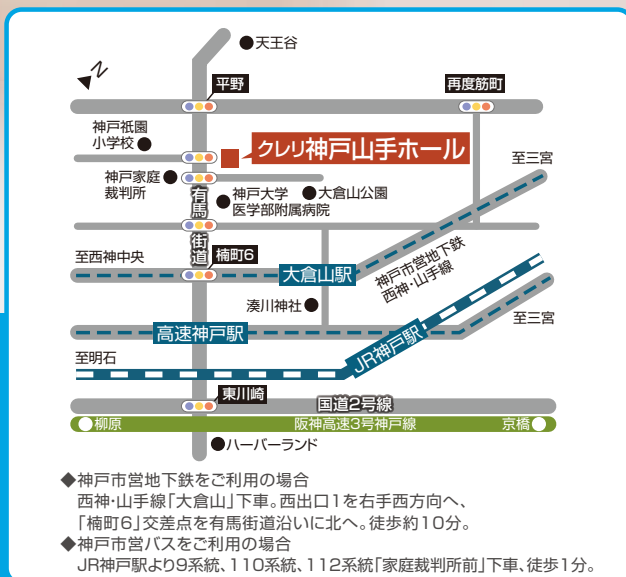 天王谷
N
平野
再度筋町
神戸祇園
小学校
クレリ神戸山手ホール
至三宮
神戸家庭
裁判所
有馬街道
神戸大学
医学部附属病院
大倉山公園
至西神中央
楠町6
大倉山駅
神戸市営地下鉄
西神・山手線
湊川神社
高速神戸駅
JR神戸駅
至三宮
至明石
東川崎
国道2号線
柳原
阪神高速3号神戸線
京橋
ハーバーランド
◆神戸市営地下鉄をご利用の場合
西神・山手線「大倉山」下車。西出口1を右手西方向へ、
「楠町6」交差点を有馬街道沿いに北へ。徒歩約10分。
◆神戸市営バスをご利用の場合
JR神戸駅より9系統、110系統、112系統「家庭裁判所前」下車、徒歩1分。